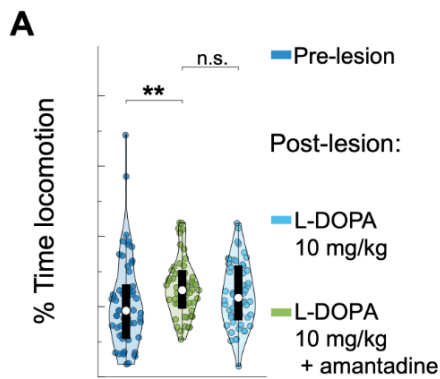 A
n.s.
**
% Time locomotion
Pre-lesion
Post-lesion:
L-DOPA
10 mg/kg
L-DOPA
10 mg/kg
+ amantadine